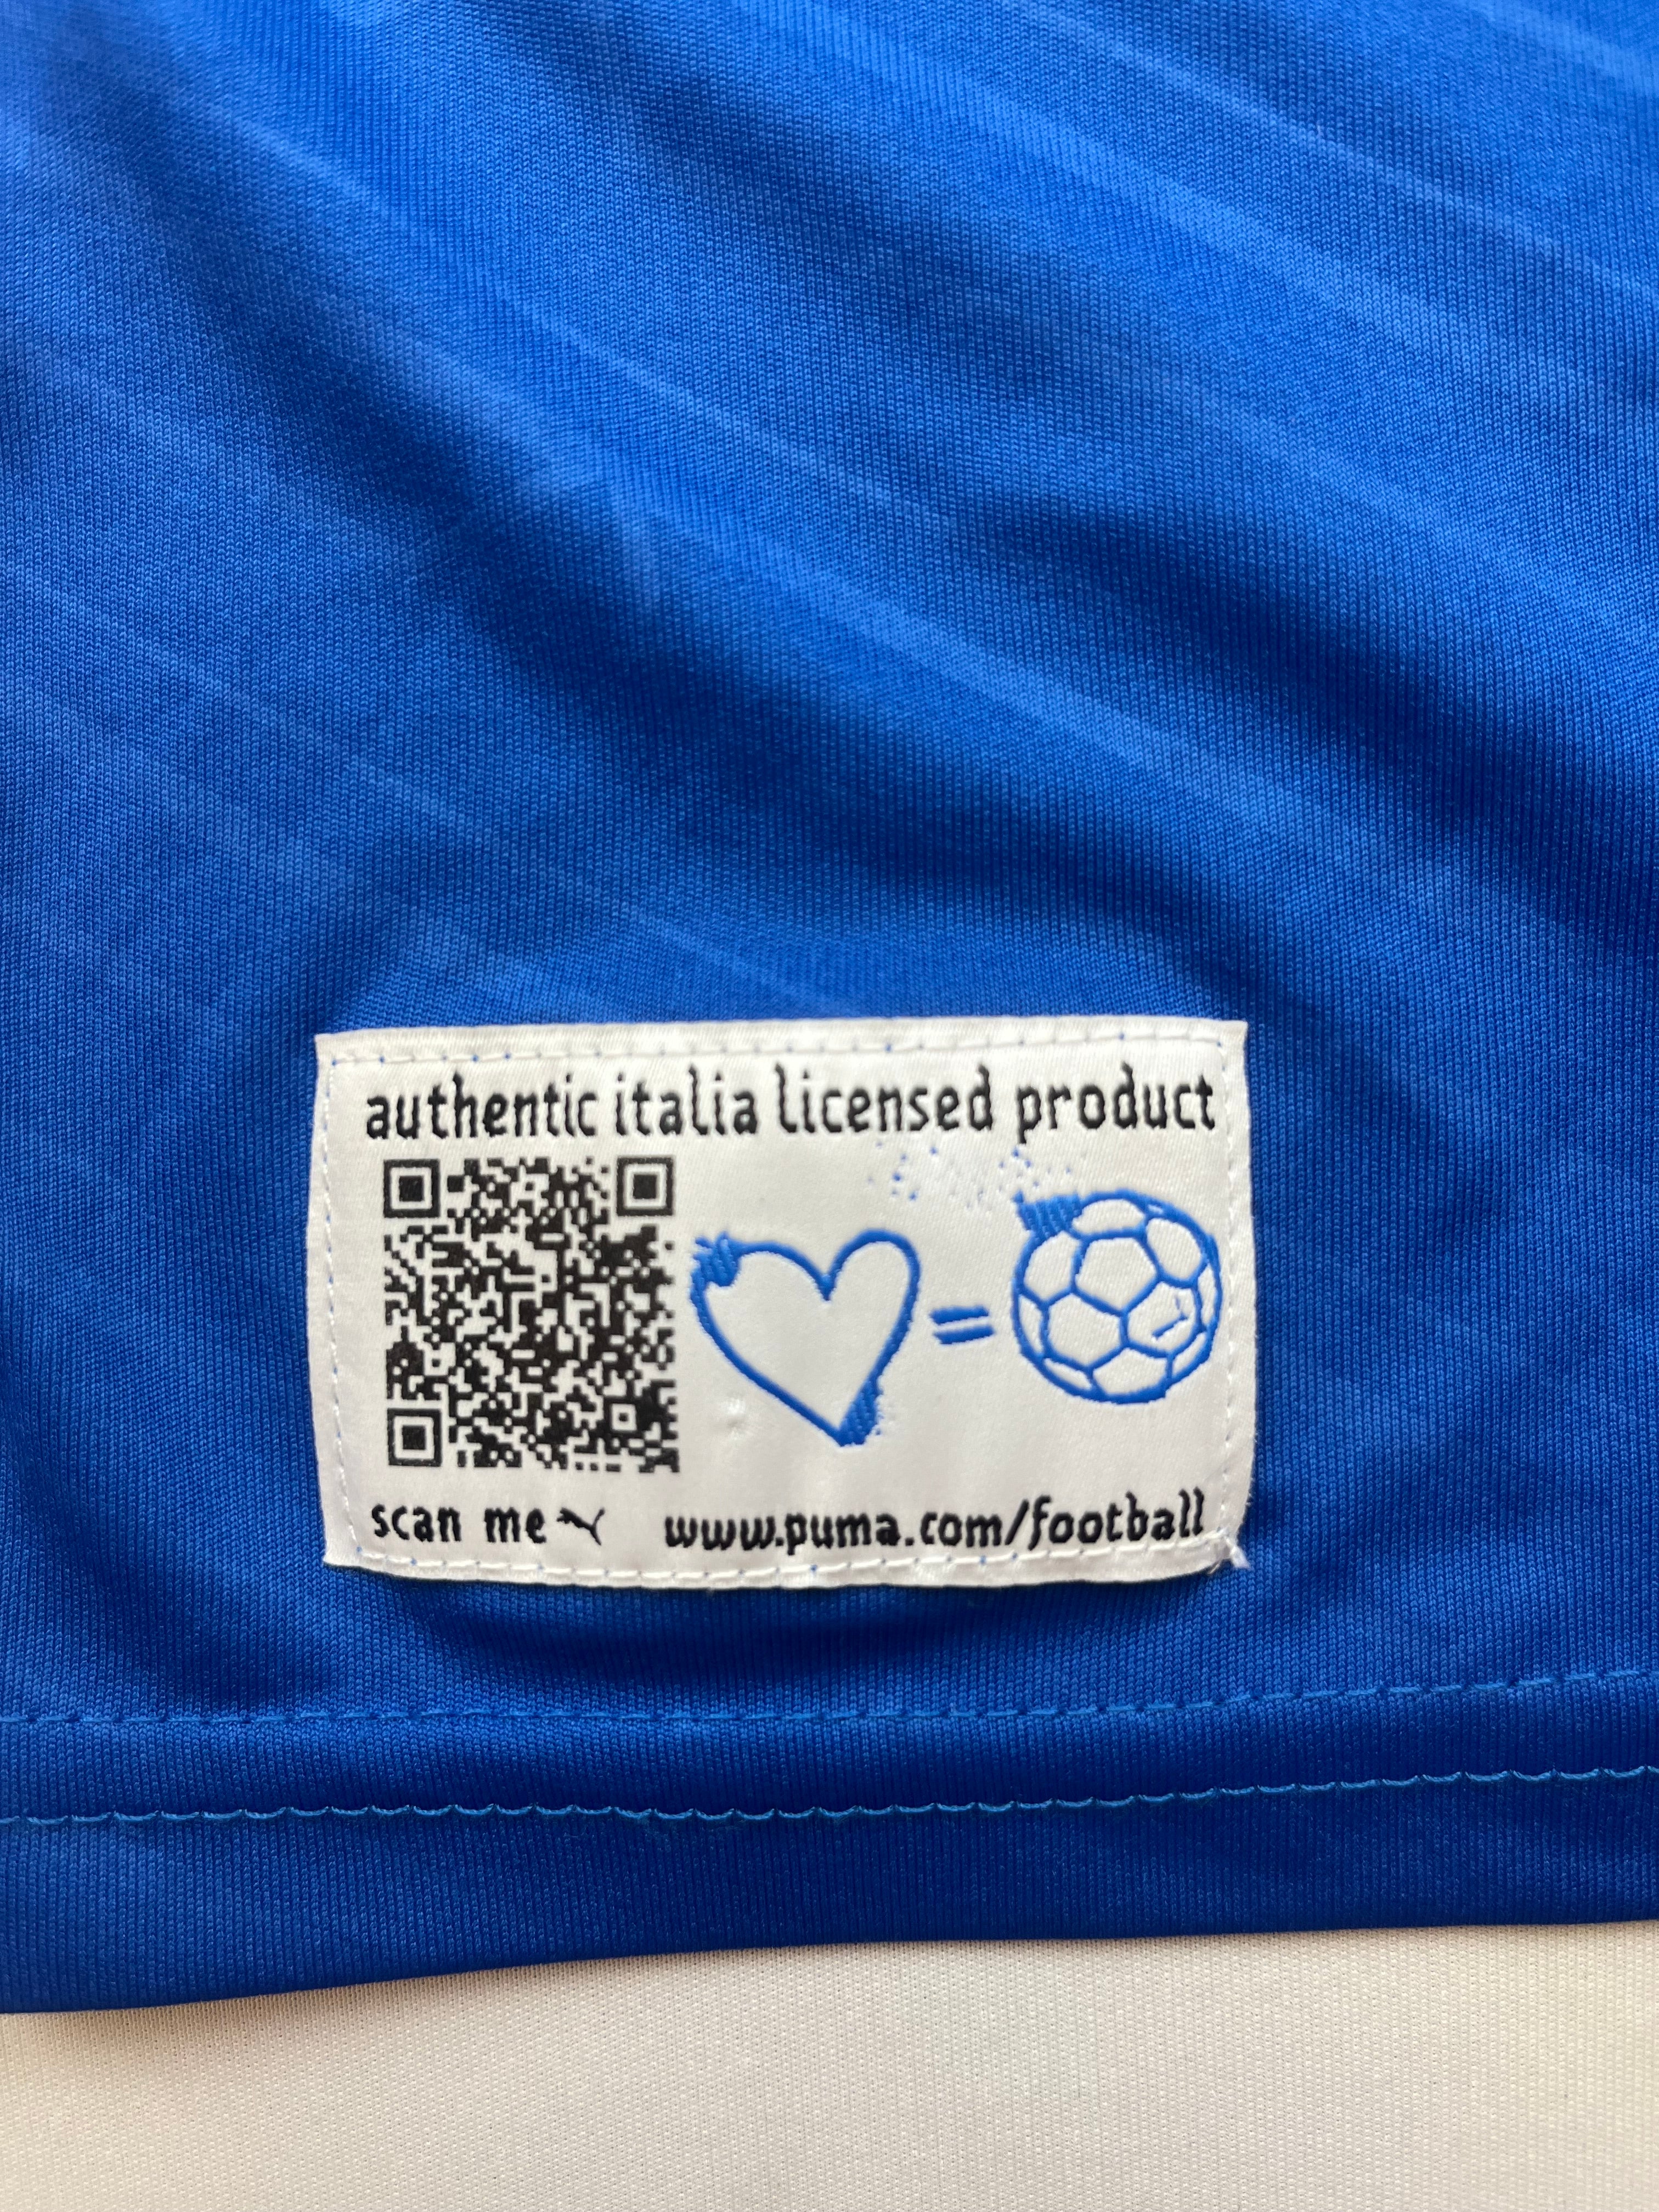 authentic italia licensed product
=
scan me
www.puma.com/football